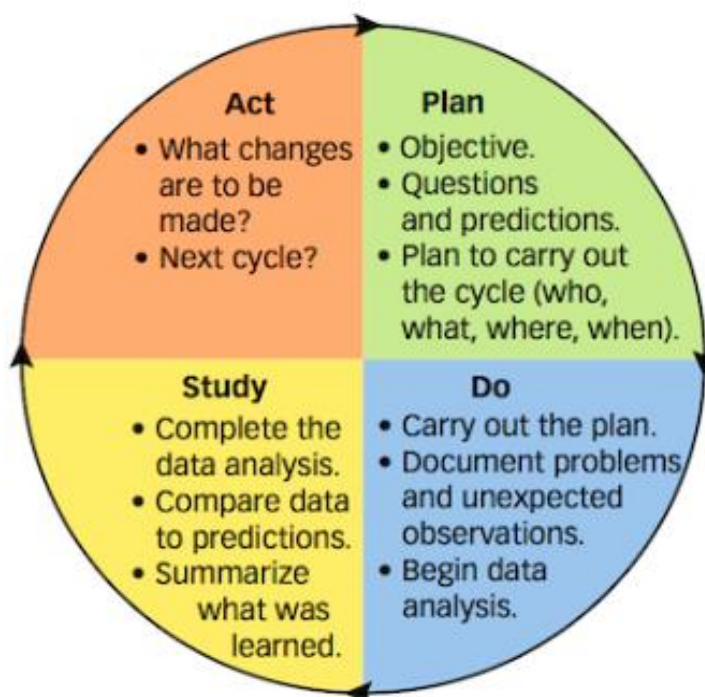 Act
• What changes
are to be
made?
• Next cycle?
Plan
• Objective.
• Questions
and predictions.
• Plan to carry out
the cycle (who,
what, where, when).
Study
• Complete the
data analysis.
• Compare data
to predictions.
• Summarize
what was
learned.
Do
• Carry out the plan.
• Document problems
and unexpected
observations.
• Begin data
analysis.